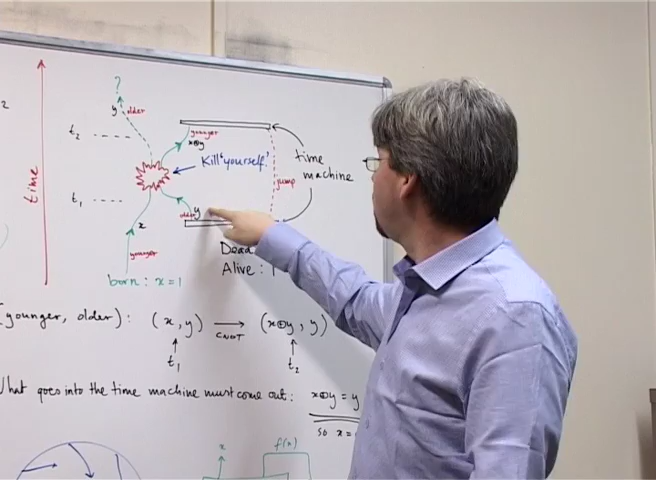 ?
y older
t₂
younger
x⊕y
Kill 'yourself'!
time
machine
jump
time
t₁
older y
x
younger
born : x = 1
Dead
Alive : 1
2
(younger, older) : (x, y) → (x⊕y, y)
CNOT
t₁ t₂
What goes into the time machine must come out : x⊕y = y
so x =
x f(x)